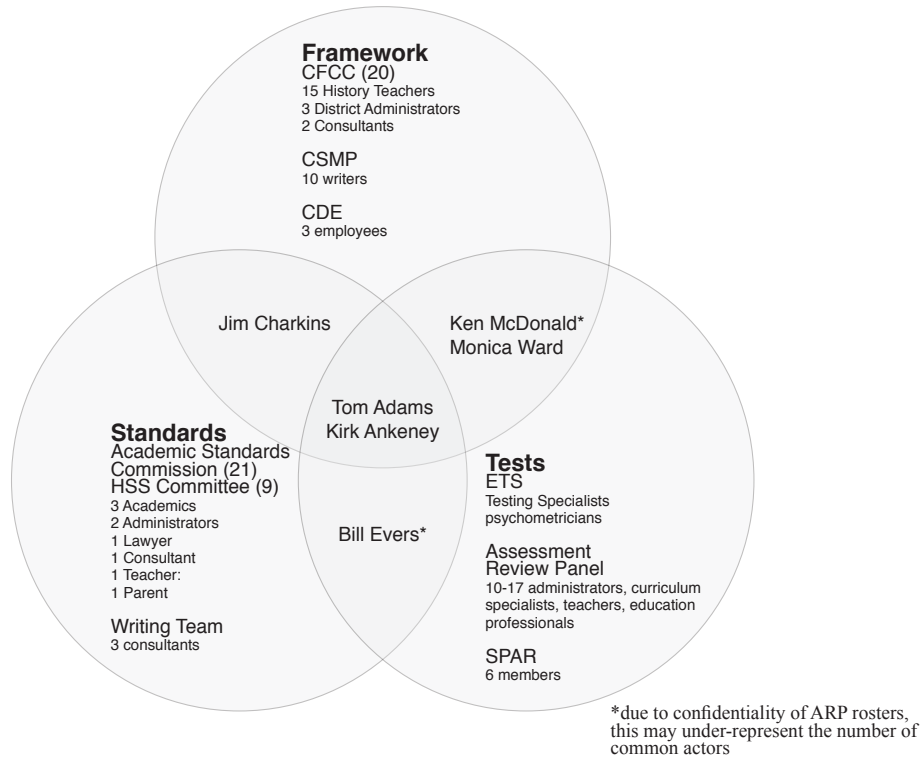 Framework
CFCC (20)
15 History Teachers
3 District Administrators
2 Consultants
CSMP
10 writers
CDE
3 employees
Jim Charkins
Ken McDonald*
Monica Ward
Tom Adams
Kirk Ankeney
Standards
Academic Standards
Commission (21)
HSS Committee (9)
3 Academics
2 Administrators
1 Lawyer
1 Consultant
1 Teacher:
1 Parent
Writing Team
3 consultants
Bill Evers*
Tests
ETS
Testing Specialists
psychometricians
Assessment
Review Panel
10-17 administrators, curriculum
specialists, teachers, education
professionals
SPAR
6 members
*due to confidentiality of ARP rosters,
this may under-represent the number of
common actors